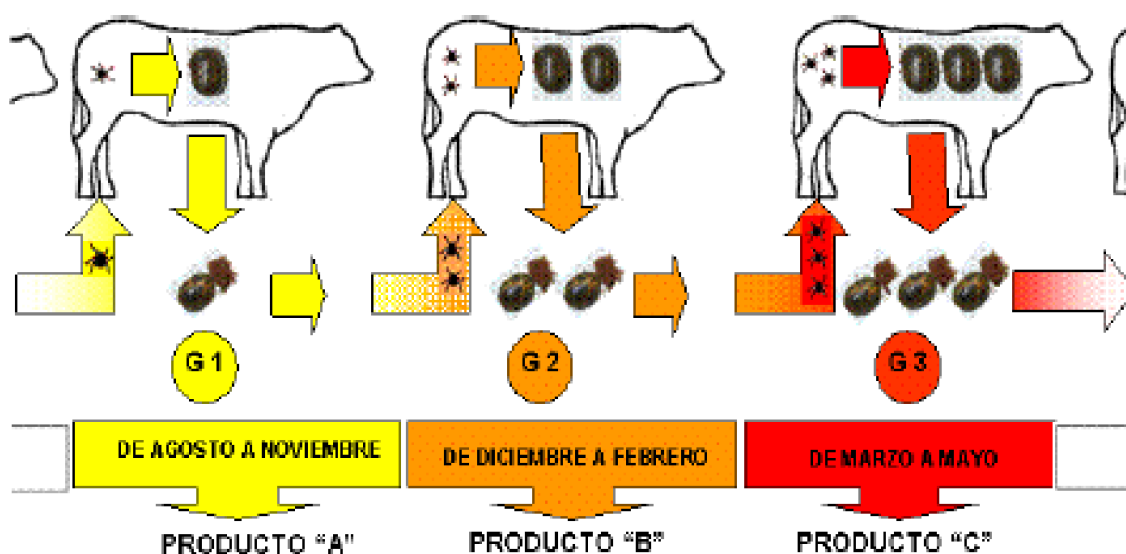 G 1
G 2
G 3
DE AGOSTO A NOVIEMBRE
DE DICIEMBRE A FEBRERO
DE MARZO A MAYO
PRODUCTO “A”
PRODUCTO “B”
PRODUCTO “C”